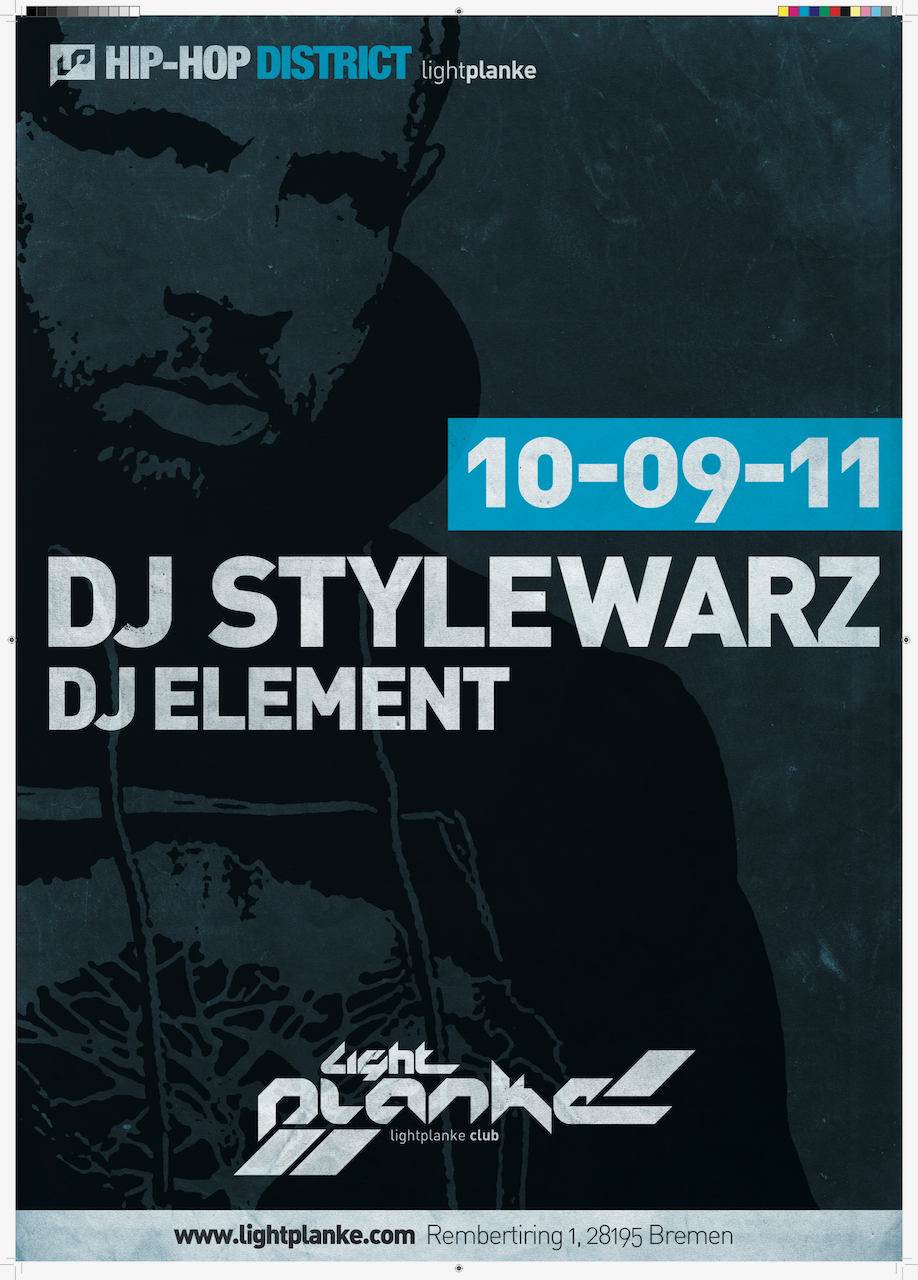 LP HIP-HOP DISTRICT lightplanke
10-09-11
DJ STYLEWARZ
DJ ELEMENT
light
planke
lightplanke club
www.lightplanke.com Rembertiring 1, 28195 Bremen